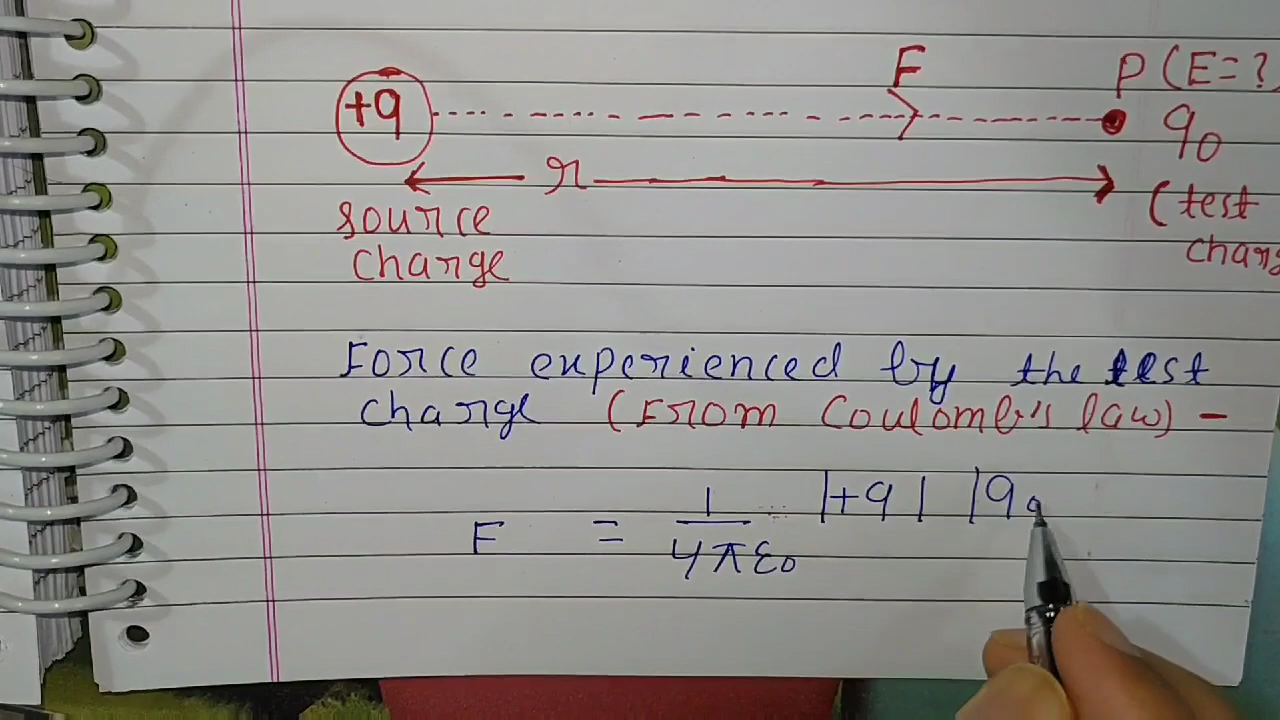 F P (E=?
+q q₀
r
source (test
charge charg
Force experienced by the test
charge (From Coulomb's law) -
F = 1/4πε₀ |+q| |q₀